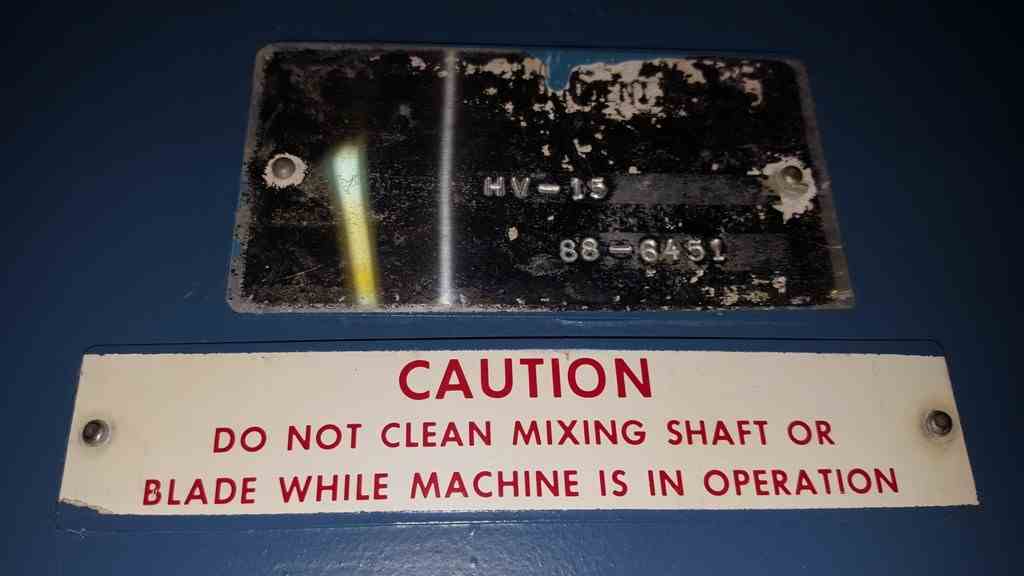 HV-15
88-6451
CAUTION
DO NOT CLEAN MIXING SHAFT OR
BLADE WHILE MACHINE IS IN OPERATION